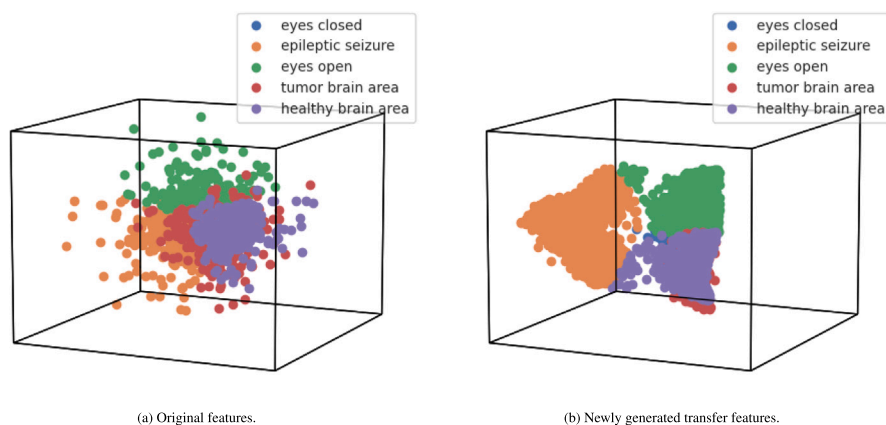 eyes closed
epileptic seizure
eyes open
tumor brain area
healthy brain area
eyes closed
epileptic seizure
eyes open
tumor brain area
healthy brain area
(a) Original features.
(b) Newly generated transfer features.